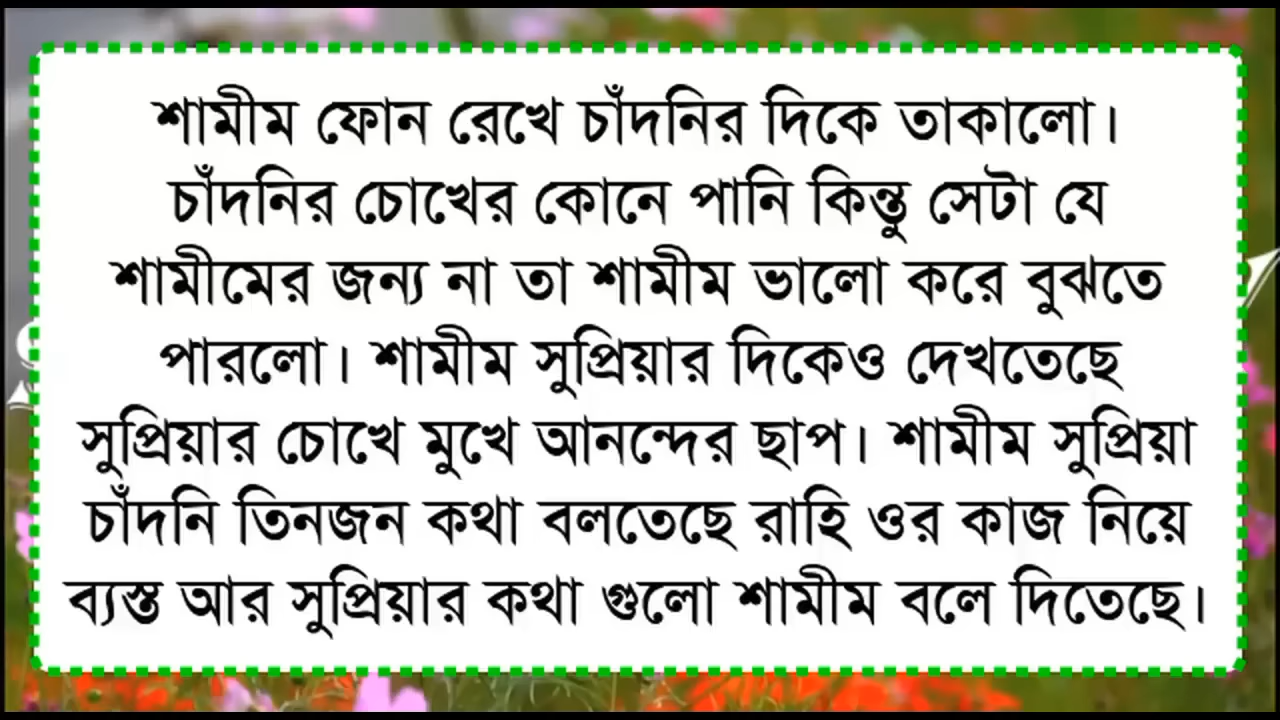 শামীম ফোন রেখে চাঁদনির দিকে তাকালো।
চাঁদনির চোখের কোনে পানি কিন্তু সেটা যে
শামীমের জন্য না তা শামীম ভালো করে বুঝতে
পারলো। শামীম সুপ্রিয়ার দিকেও দেখতেছে
সুপ্রিয়ার চোখে মুখে আনন্দের ছাপ। শামীম সুপ্রিয়া
চাঁদনি তিনজন কথা বলতেছে রাহি ওর কাজ নিয়ে
ব্যস্ত আর সুপ্রিয়ার কথা গুলো শামীম বলে দিতেছে।